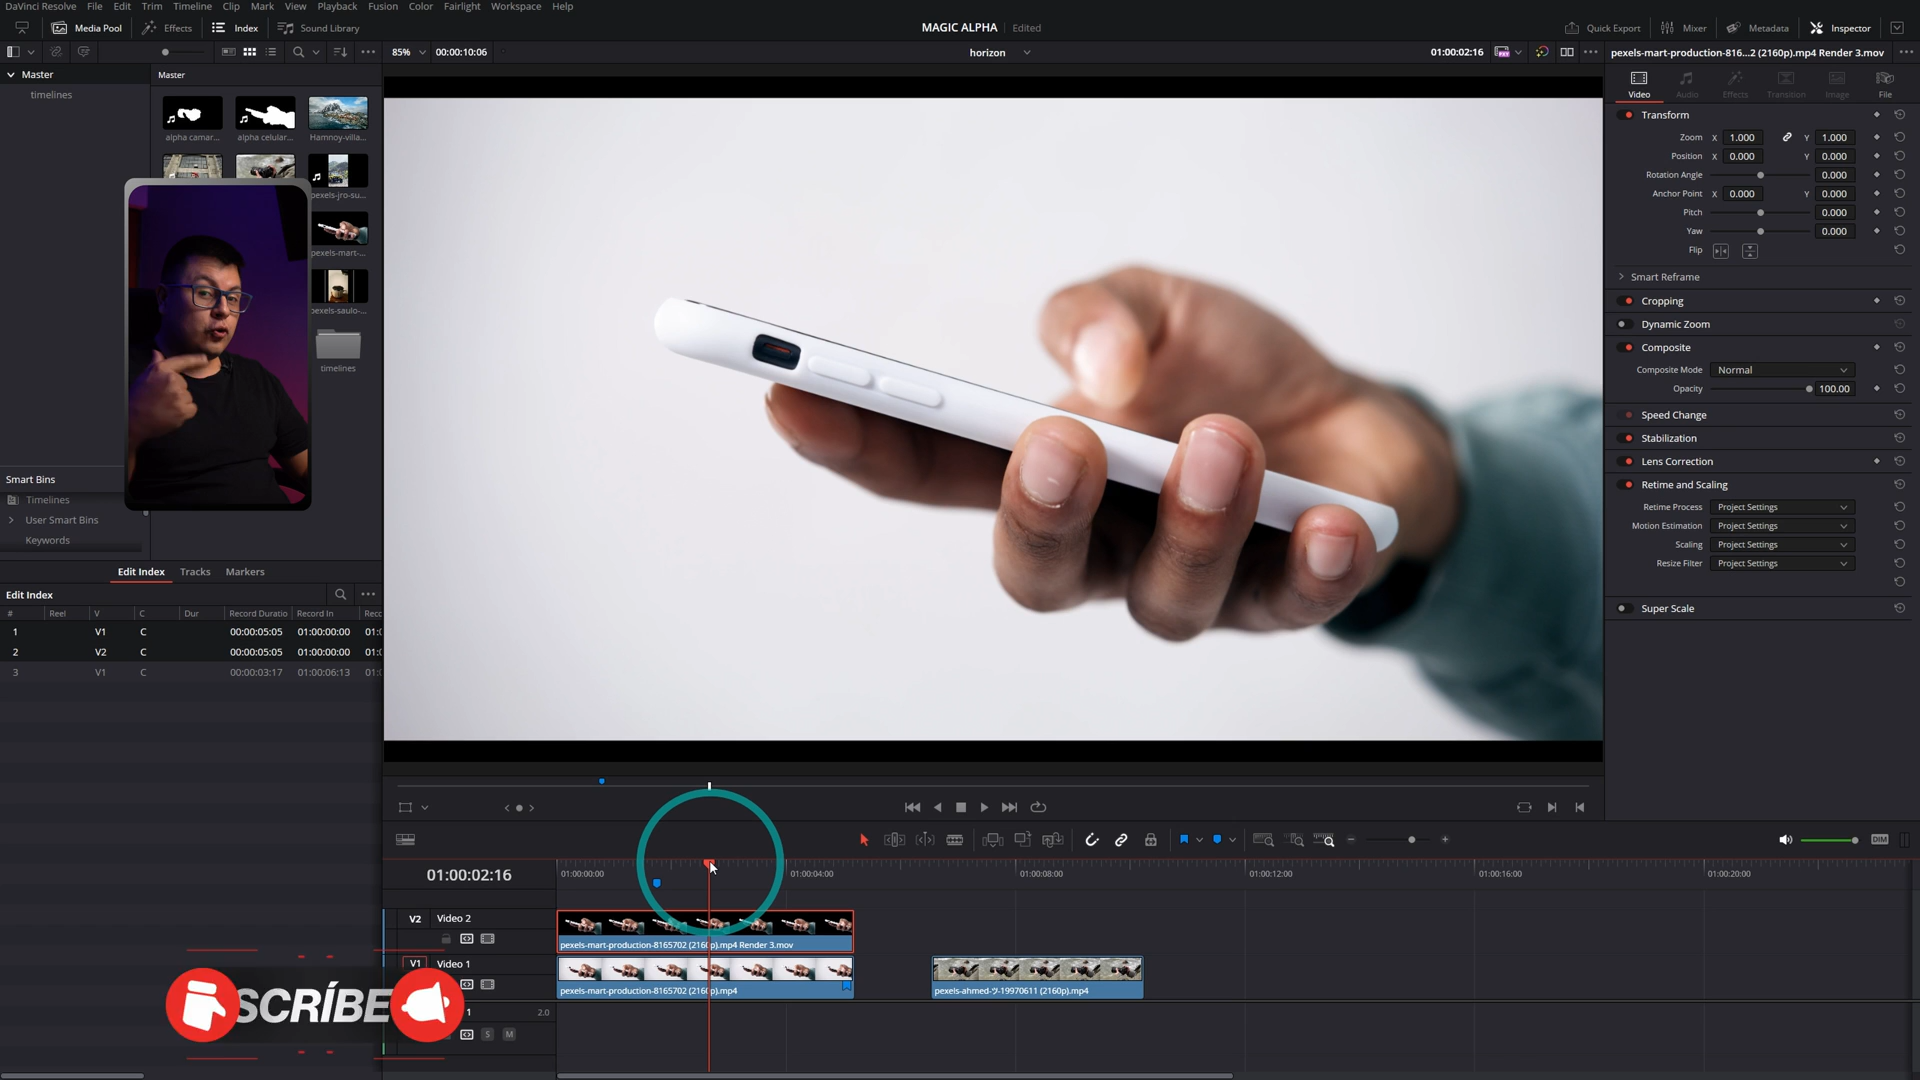 DaVinci Resolve File Edit Trim Timeline Clip Mark View Playback Fusion Color Fairlight Workspace Help
Media Pool Effects Index Sound Library MAGIC ALPHA Edited Quick Export Mixer Metadata Inspector
85% 00:00:10:06 horizon 01:00:02:16 pexels-mart-production-816...2 (2160p).mp4 Render 3.mov
Master
timelines
Master
alpha camar...
alpha celular...
Hamnoy-villa...
pexels-jro-su...
pexels-mart-...
pexels-saulo-...
timelines
Smart Bins
Timelines
User Smart Bins
Keywords
Video Audio Effects Transition Image File
Transform
Zoom X 1.000 Y 1.000
Position X 0.000 Y 0.000
Rotation Angle 0.000
Anchor Point X 0.000 Y 0.000
Pitch 0.000
Yaw 0.000
Flip
Smart Reframe
Cropping
Dynamic Zoom
Composite
Composite Mode Normal
Opacity 100.00
Speed Change
Stabilization
Lens Correction
Retime and Scaling
Retime Process Project Settings
Motion Estimation Project Settings
Scaling Project Settings
Resize Filter Project Settings
Super Scale
Edit Index Tracks Markers
Edit Index
# Reel V C Dur Record Duratio Record In Recc
1 V1 C 00:00:05:05 01:00:00:00 01:(
2 V2 C 00:00:05:05 01:00:00:00 01:(
3 V1 C 00:00:03:17 01:00:06:13 01:(
DIM
01:00:02:16
01:00:00:00 01:00:04:00 01:00:08:00 01:00:12:00 01:00:16:00 01:00:20:00
V2 Video 2
pexels-mart-production-8165702 (2160p).mp4 Render 3.mov
V1 Video 1
pexels-mart-production-8165702 (2160p).mp4
pexels-ahmed-ツ-19970611 (2160p).mp4
SCRÍBE
1 2.0
S M